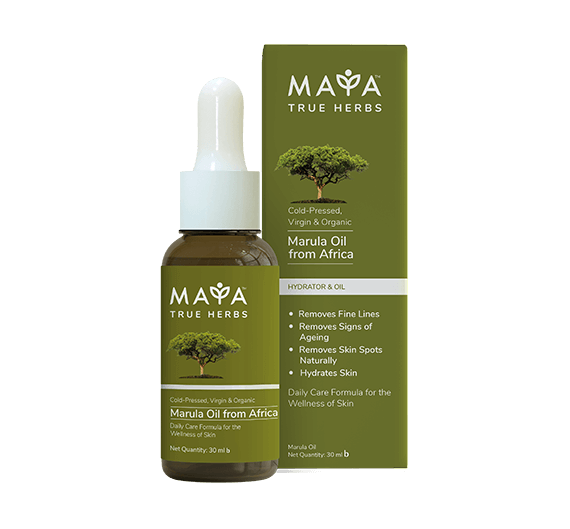 MAYA™
TRUE HERBS
Cold-Pressed,
Virgin & Organic
Marula Oil
from Africa
HYDRATOR & OIL
• Removes Fine Lines
• Removes Signs of
Ageing
• Removes Skin Spots
Naturally
• Hydrates Skin
Daily Care Formula for the
Wellness of Skin
Marula Oil
Net Quantity: 30 ml b
MAYA™
TRUE HERBS
Cold-Pressed, Virgin & Organic
Marula Oil from Africa
Daily Care Formula for the
Wellness of Skin
Net Quantity: 30 ml b